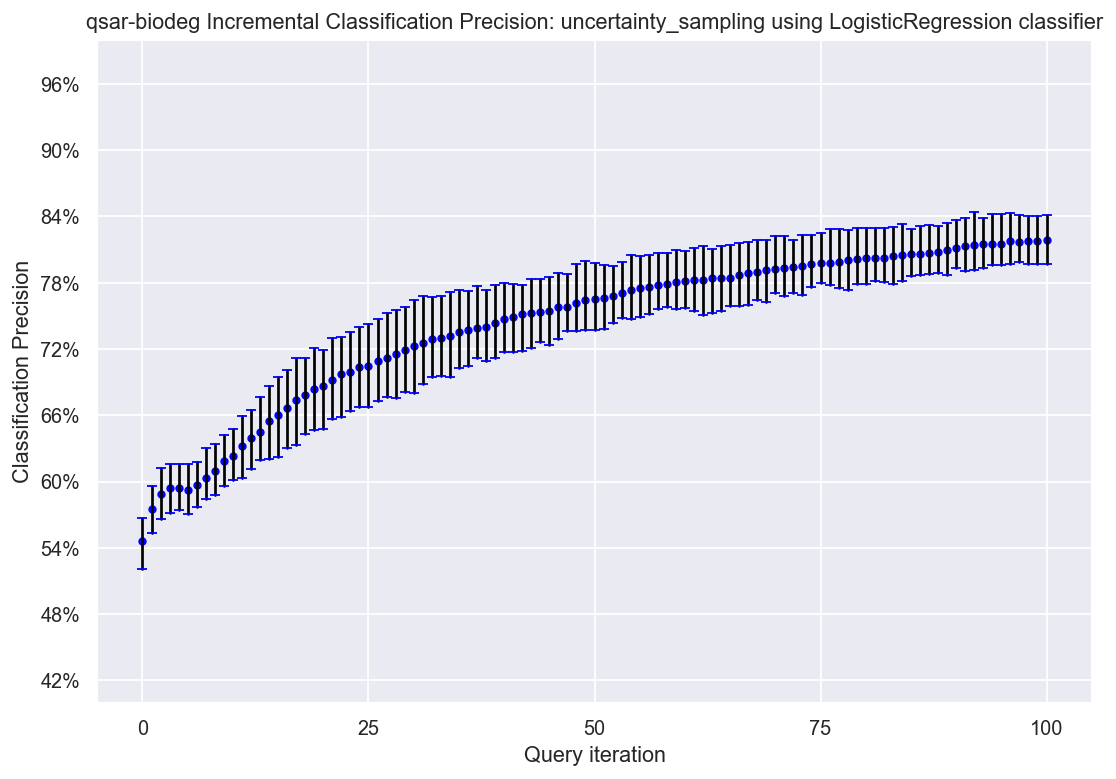 qsar-biodeg Incremental Classification Precision: uncertainty_sampling using LogisticRegression classifier
96%
90%
84%
78%
72%
66%
60%
54%
48%
42%
Classification Precision
0 25 50 75 100
Query iteration